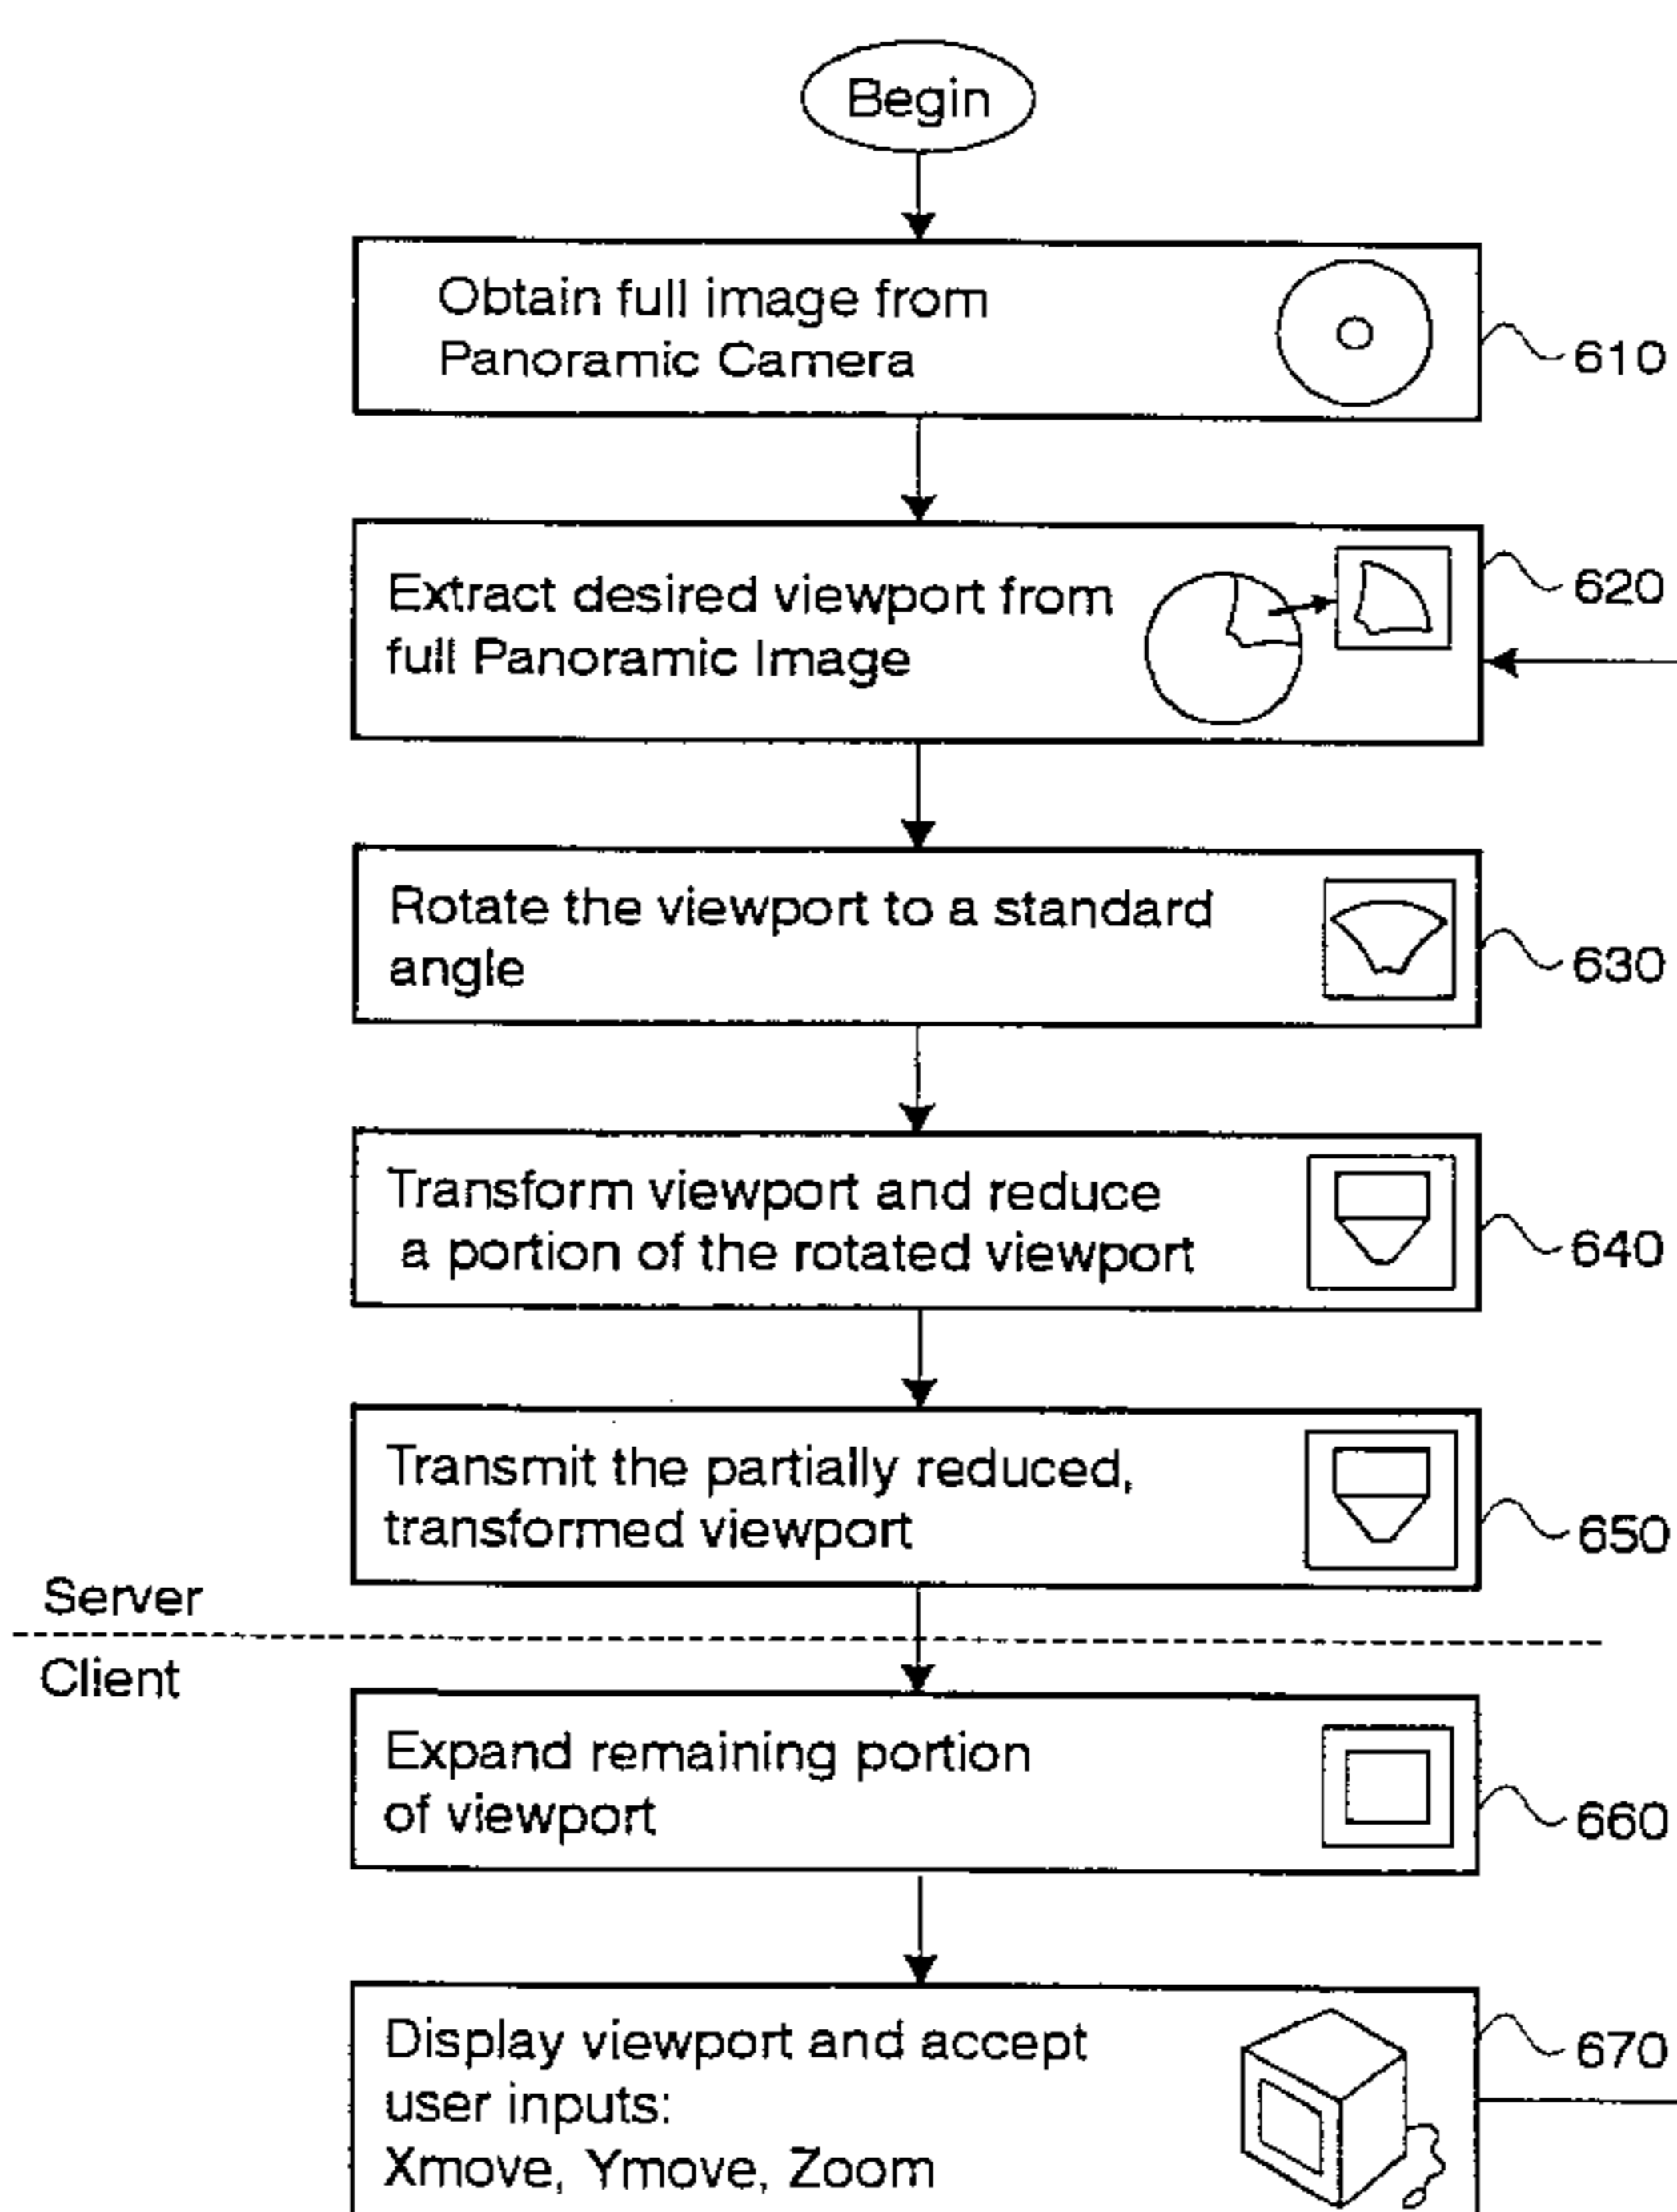 Begin
Obtain full image from
Panoramic Camera
610
Extract desired viewport from
full Panoramic Image
620
Rotate the viewport to a standard
angle
630
Transform viewport and reduce
a portion of the rotated viewport
640
Transmit the partially reduced,
transformed viewport
650
Server
Client
Expand remaining portion
of viewport
660
Display viewport and accept
user inputs:
Xmove, Ymove, Zoom
670